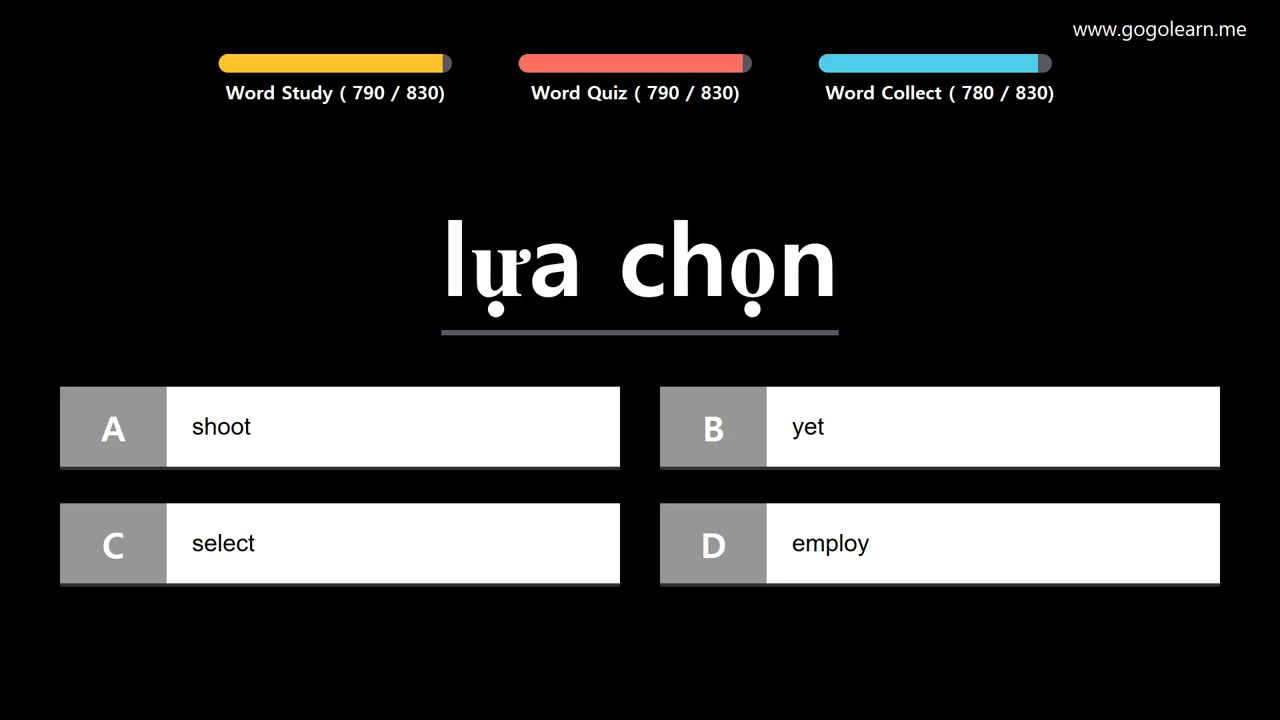 www.gogolearn.me
Word Study ( 790 / 830)
Word Quiz ( 790 / 830)
Word Collect ( 780 / 830)
lựa chọn
A shoot
B yet
C select
D employ